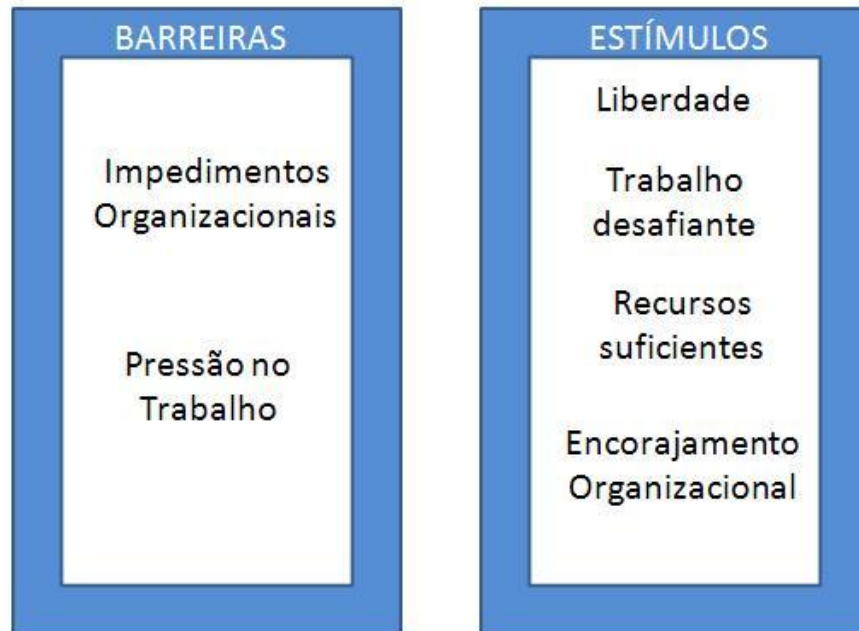 BARREIRAS
Impedimentos
Organizacionais
Pressão no
Trabalho
ESTÍMULOS
Liberdade
Trabalho
desafiante
Recursos
suficientes
Encorajamento
Organizacional